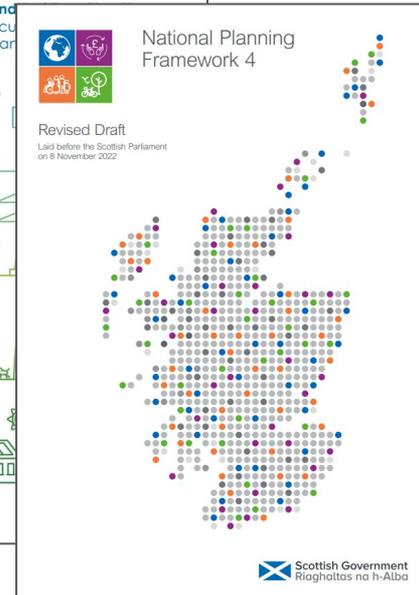 National Planning
Framework 4
Revised Draft
Laid before the Scottish Parliament
on 8 November 2022
Scottish Government
Riaghaltas na h-Alba